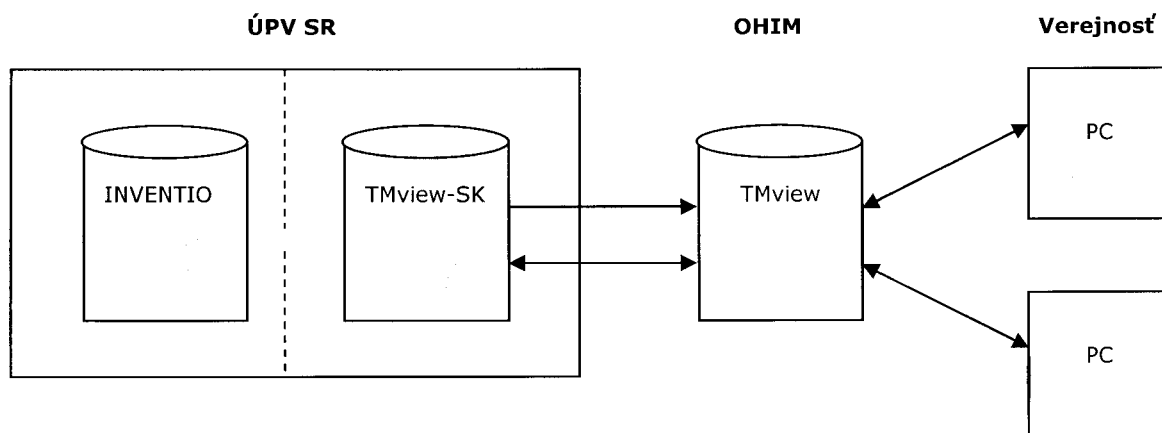 ÚPV SR
OHIM
Verejnosť
INVENTIO
TMview-SK
TMview
PC
PC